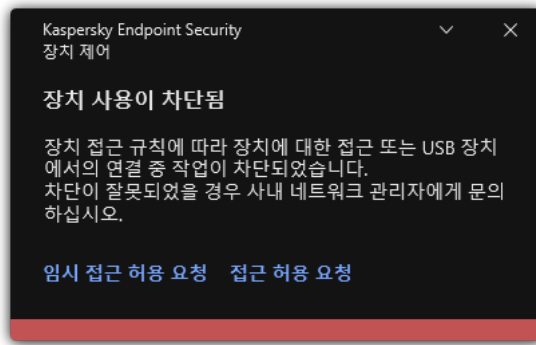 Kaspersky Endpoint Security
장치 제어
장치 사용이 차단됨
장치 접근 규칙에 따라 장치에 대한 접근 또는 USB 장치
에서의 연결 중 작업이 차단되었습니다.
차단이 잘못되었을 경우 사내 네트워크 관리자에게 문의
하십시오.
임시 접근 허용 요청 접근 허용 요청